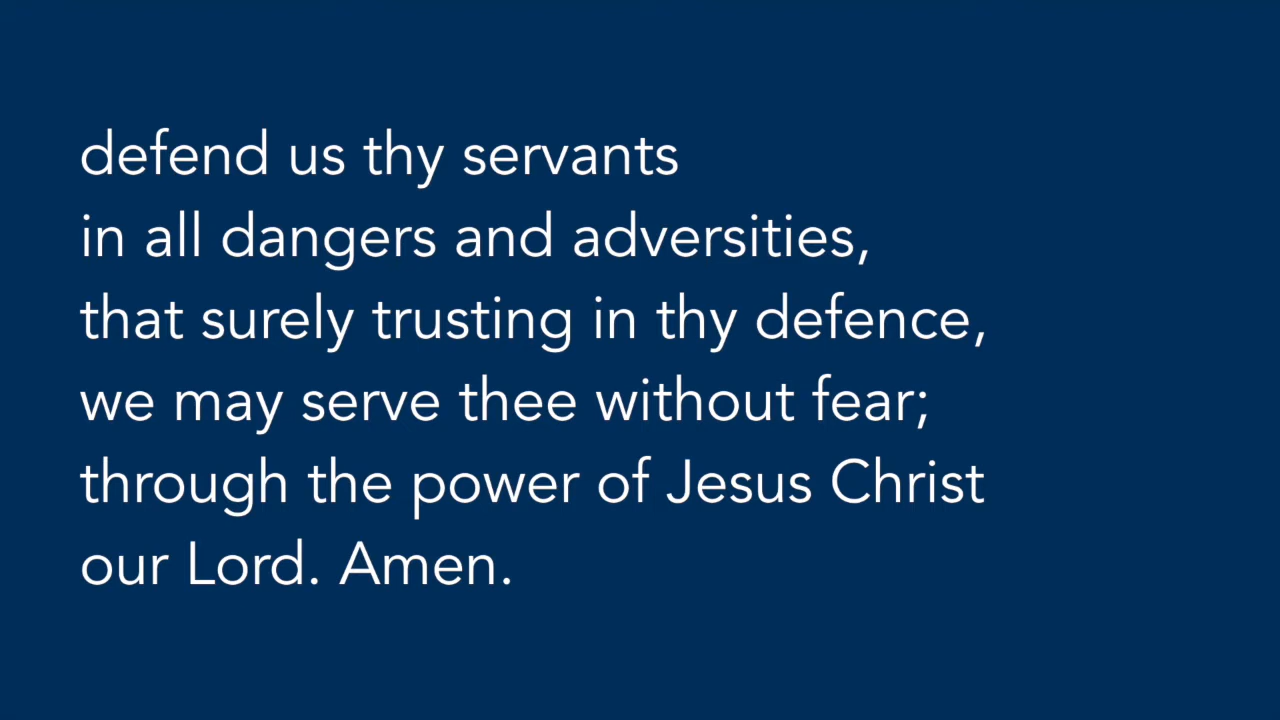 defend us thy servants
in all dangers and adversities,
that surely trusting in thy defence,
we may serve thee without fear;
through the power of Jesus Christ
our Lord. Amen.